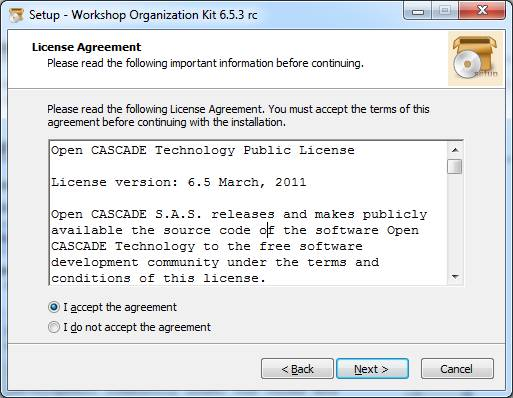 Setup - Workshop Organization Kit 6.5.3 rc
License Agreement
Please read the following important information before continuing.
SETUP
Please read the following License Agreement. You must accept the terms of this
agreement before continuing with the installation.
Open CASCADE Technology Public License
License version: 6.5 March, 2011
Open CASCADE S.A.S. releases and makes publicly
available the source code of the software Open
CASCADE Technology to the free software
development community under the terms and
conditions of this license.
I accept the agreement
I do not accept the agreement
< Back
Next >
Cancel